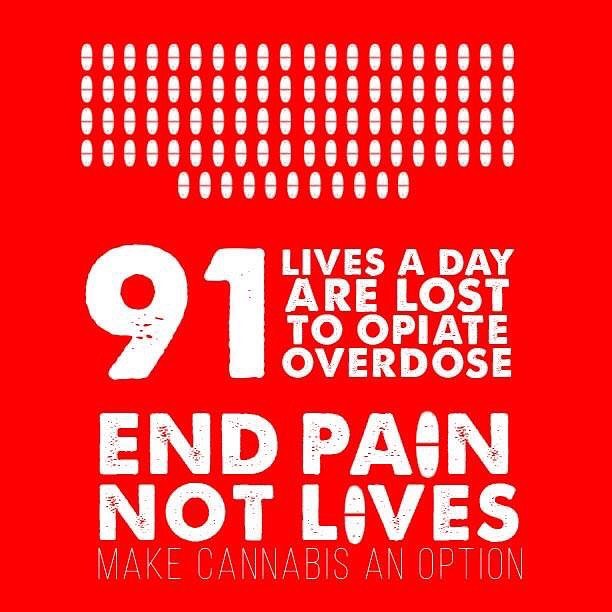 91
LIVES A DAY
ARE LOST
TO OPIATE
OVERDOSE
END PAIN
NOT LIVES
MAKE CANNABIS AN OPTION